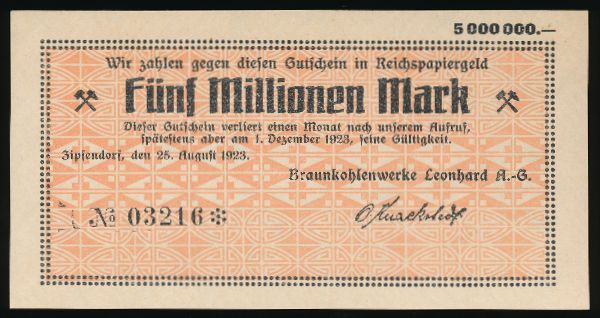 5 000 000.—
Wir zahlen gegen diesen Gutschein in Reichspapiergeld
Fünf Millionen Mark
Dieser Gutschein verliert einen Monat nach unserem Aufruf,
spätestens aber am 1. Dezember 1923, seine Gültigkeit.
Zipsendorf, den 25. August 1923.
Braunkohlenwerke Leonhard A.-G.
№ 03216 *